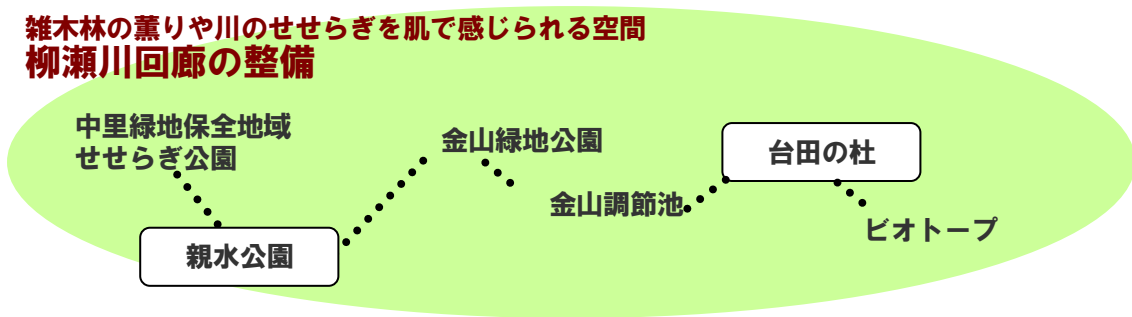 雑木林の薫りや川のせせらぎを肌で感じられる空間
柳瀬川回廊の整備
中里緑地保全地域
せせらぎ公園
親水公園
金山緑地公園
金山調節池
台田の杜
ビオトープ